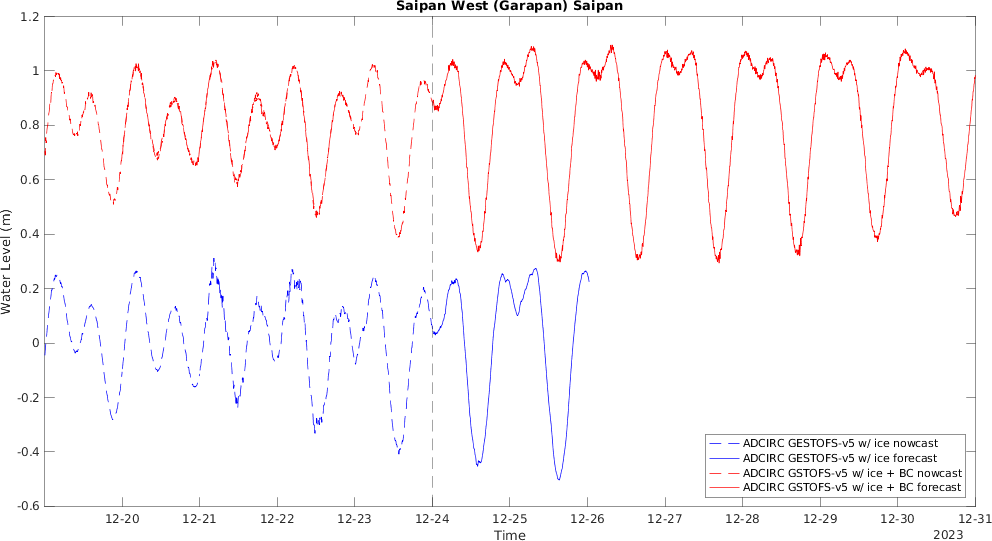 Saipan West (Garapan) Saipan
Water Level (m)
1.2
1
0.8
0.6
0.4
0.2
0
-0.2
-0.4
-0.6
ADCIRC GESTOFS-v5 w/ ice nowcast
ADCIRC GESTOFS-v5 w/ ice forecast
ADCIRC GSTOFS-v5 w/ ice + BC nowcast
ADCIRC GSTOFS-v5 w/ ice + BC forecast
12-20 12-21 12-22 12-23 12-24 12-25 12-26 12-27 12-28 12-29 12-30 12-31
Time
2023